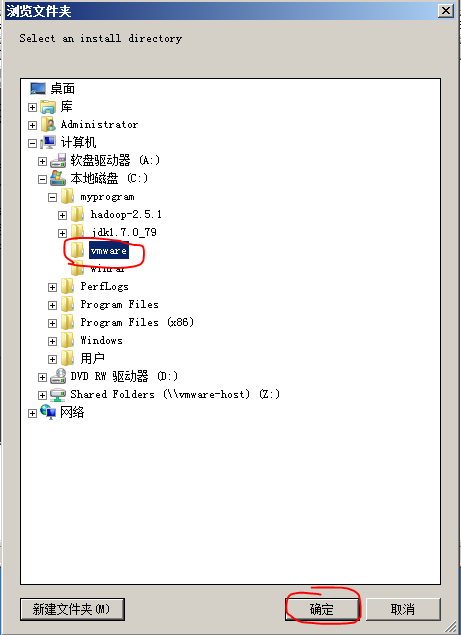 浏览文件夹
Select an install directory
桌面
库
Administrator
计算机
软盘驱动器 (A:)
本地磁盘 (C:)
myprogram
hadoop-2.5.1
jdk1.7.0_79
vmware
winrar
PerfLogs
Program Files
Program Files (x86)
Windows
用户
DVD RW 驱动器 (D:)
Shared Folders (\\vmware-host) (Z:)
网络
新建文件夹(M) 确定 取消